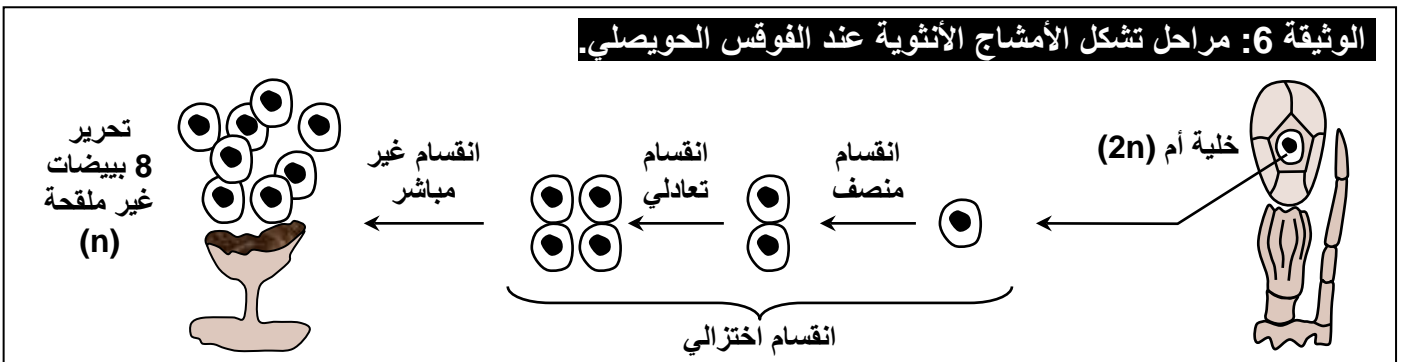 الوثيقة 6: مراحل تشكل الأمشاج الأنثوية عند الفوقس الحويصلي.
خلية أم (2n)
انقسام
منصف
انقسام
تعادلي
انقسام غير
مباشر
تحرير
8 بييضات
غير ملقحة
(n)
انقسام اختزالي